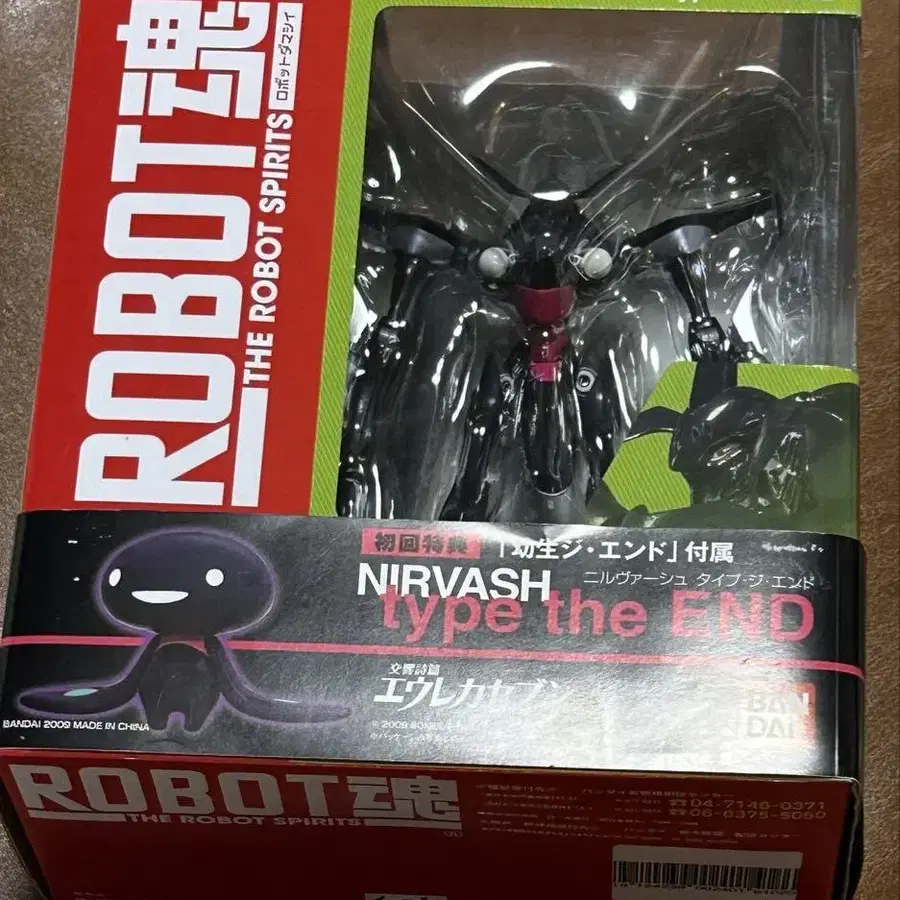 ROBOT魂
THE ROBOT SPIRITS
ロボットダマシイ
初回特典 「幼生ジ・エンド」付属
NIRVASH
ニルヴァーシュ タイプ・ジ・エンド
type the END
交響詩篇
エウレカセブン
BANDAI 2009 MADE IN CHINA
© 2009
BAN
DAI
ROBOT魂
THE ROBOT SPIRITS
☎04-7146-0371
☎06-6375-5050